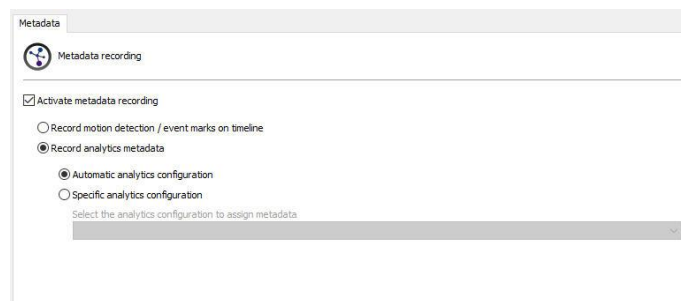 Metadata
Metadata recording
Activate metadata recording
Record motion detection / event marks on timeline
Record analytics metadata
Automatic analytics configuration
Specific analytics configuration
Select the analytics configuration to assign metadata